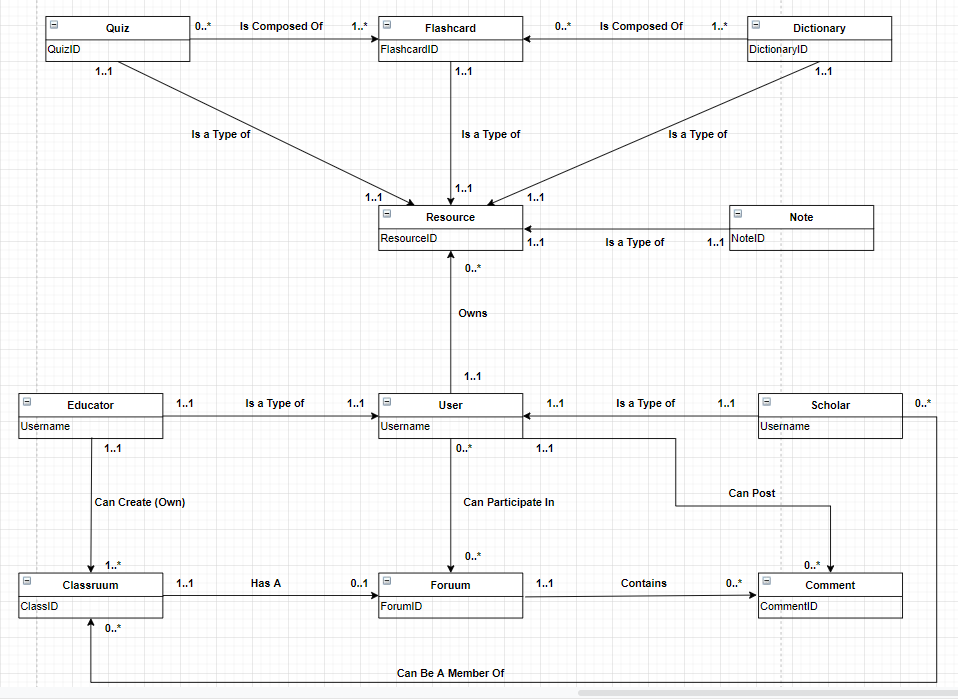 Quiz 0..* Is Composed Of 1..* Flashcard 0..* Is Composed Of 1..* Dictionary
QuizID FlashcardID DictionaryID
1..1 1..1 1..1
Is a Type of Is a Type of Is a Type of
1..1 1..1 1..1
Resource Note
ResourceID 1..1 Is a Type of 1..1 NoteID
0..*
Owns
1..1
Educator 1..1 Is a Type of 1..1 User 1..1 Is a Type of 1..1 Scholar 0..*
Username Username Username
1..1 0..* 1..1
Can Post
Can Create (Own) Can Participate In
0..*
1..* 0..*
Classruum 1..1 Has A 0..1 Foruum 1..1 Contains 0..* Comment
ClassID ForumID CommentID
0..*
Can Be A Member Of